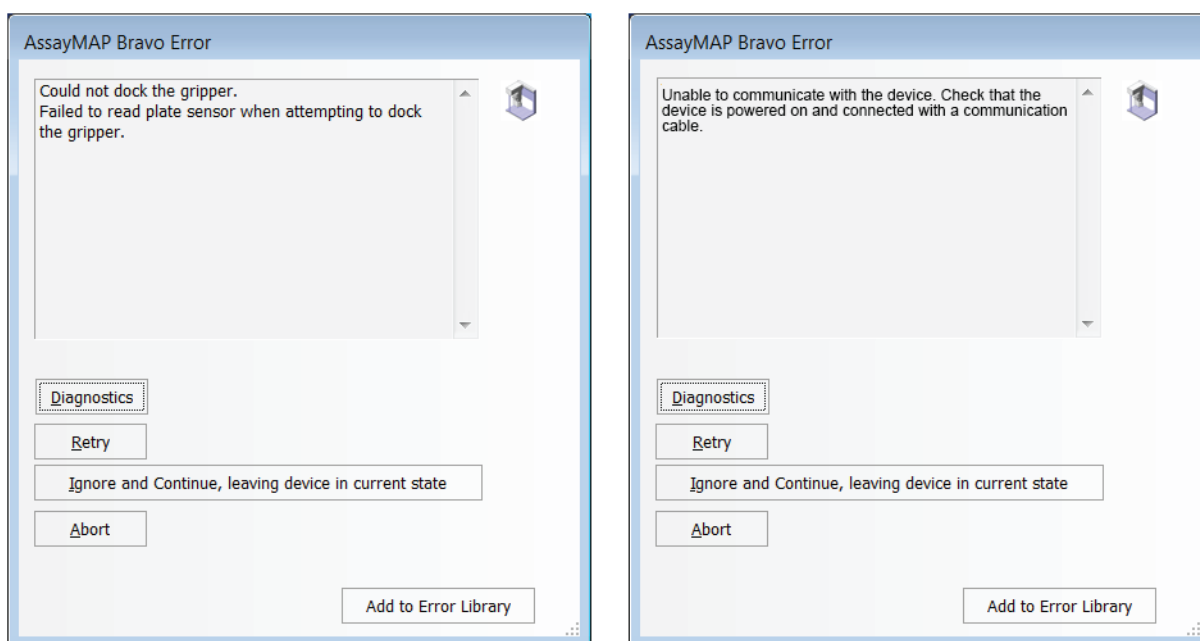 AssayMAP Bravo Error
Could not dock the gripper.
Failed to read plate sensor when attempting to dock
the gripper.
Diagnostics
Retry
Ignore and Continue, leaving device in current state
Abort
Add to Error Library
AssayMAP Bravo Error
Unable to communicate with the device. Check that the
device is powered on and connected with a communication
cable.
Diagnostics
Retry
Ignore and Continue, leaving device in current state
Abort
Add to Error Library